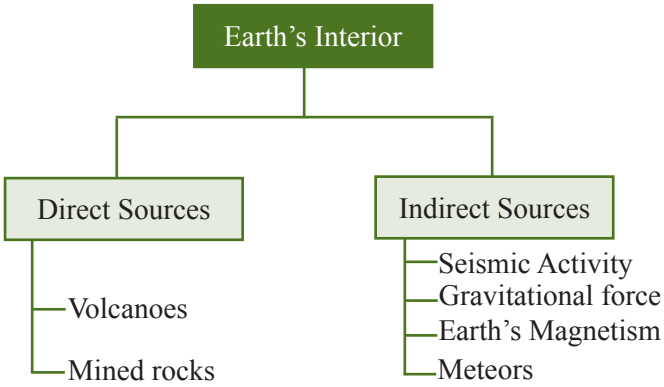 Earth’s Interior
Direct Sources
Volcanoes
Mined rocks
Indirect Sources
Seismic Activity
Gravitational force
Earth’s Magnetism
Meteors